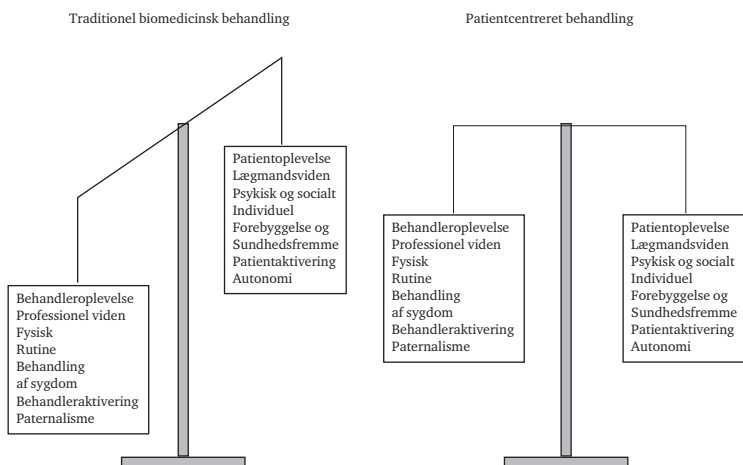 Traditionel biomedicinsk behandling
Patientoplevelse
Lægmandsviden
Psykisk og socialt
Individuel
Forebyggelse og
Sundhedsfremme
Patientaktivering
Autonomi
Behandleroplevelse
Professionel viden
Fysisk
Rutine
Behandling
af sygdom
Behandleraktivering
Paternalisme
Patientcentreret behandling
Behandleroplevelse
Professionel viden
Fysisk
Rutine
Behandling
af sygdom
Behandleraktivering
Paternalisme
Patientoplevelse
Lægmandsviden
Psykisk og socialt
Individuel
Forebyggelse og
Sundhedsfremme
Patientaktivering
Autonomi